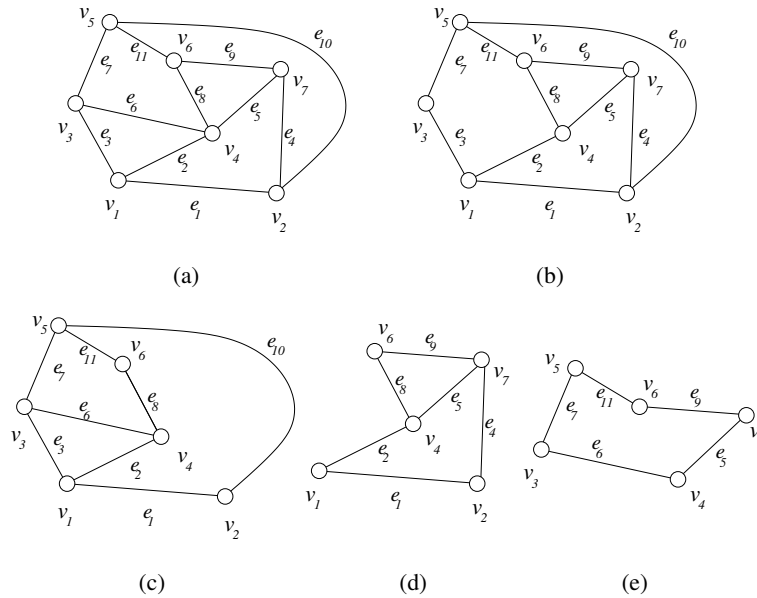 v5 e10
v6 e9
e11
e7 v7
e8
e6 e5
v3 e3 e4
v4
e2
v1 e1 v2
(a)
v5 e10
v6 e9
e11
e7 v7
e8
e5
v3 e3 e4
v4
e2
v1 e1 v2
(b)
v5 e10
v6
e11
e7
e8
e6
v3 e3
v4
e2
v1 e1 v2
(c)
v6 e9
v7
e8 e5
e4
v4
e2
v1 e1 v2
(d)
v5
v6 e9
e11
e7 v
e6 e5
v3
v4
(e)